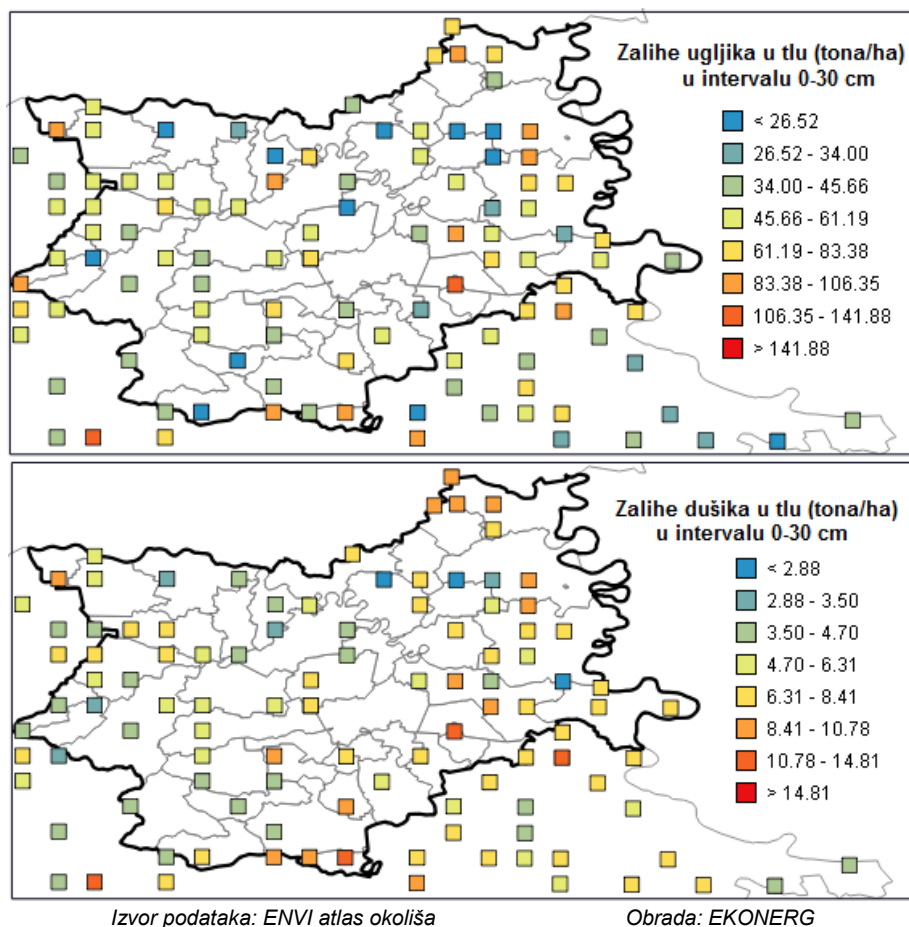 Zalihe ugljika u tlu (tona/ha)
u intervalu 0-30 cm
< 26.52
26.52 - 34.00
34.00 - 45.66
45.66 - 61.19
61.19 - 83.38
83.38 - 106.35
106.35 - 141.88
> 141.88
Zalihe dušika u tlu (tona/ha)
u intervalu 0-30 cm
< 2.88
2.88 - 3.50
3.50 - 4.70
4.70 - 6.31
6.31 - 8.41
8.41 - 10.78
10.78 - 14.81
> 14.81
Izvor podataka: ENVI atlas okoliša Obrada: EKONERG